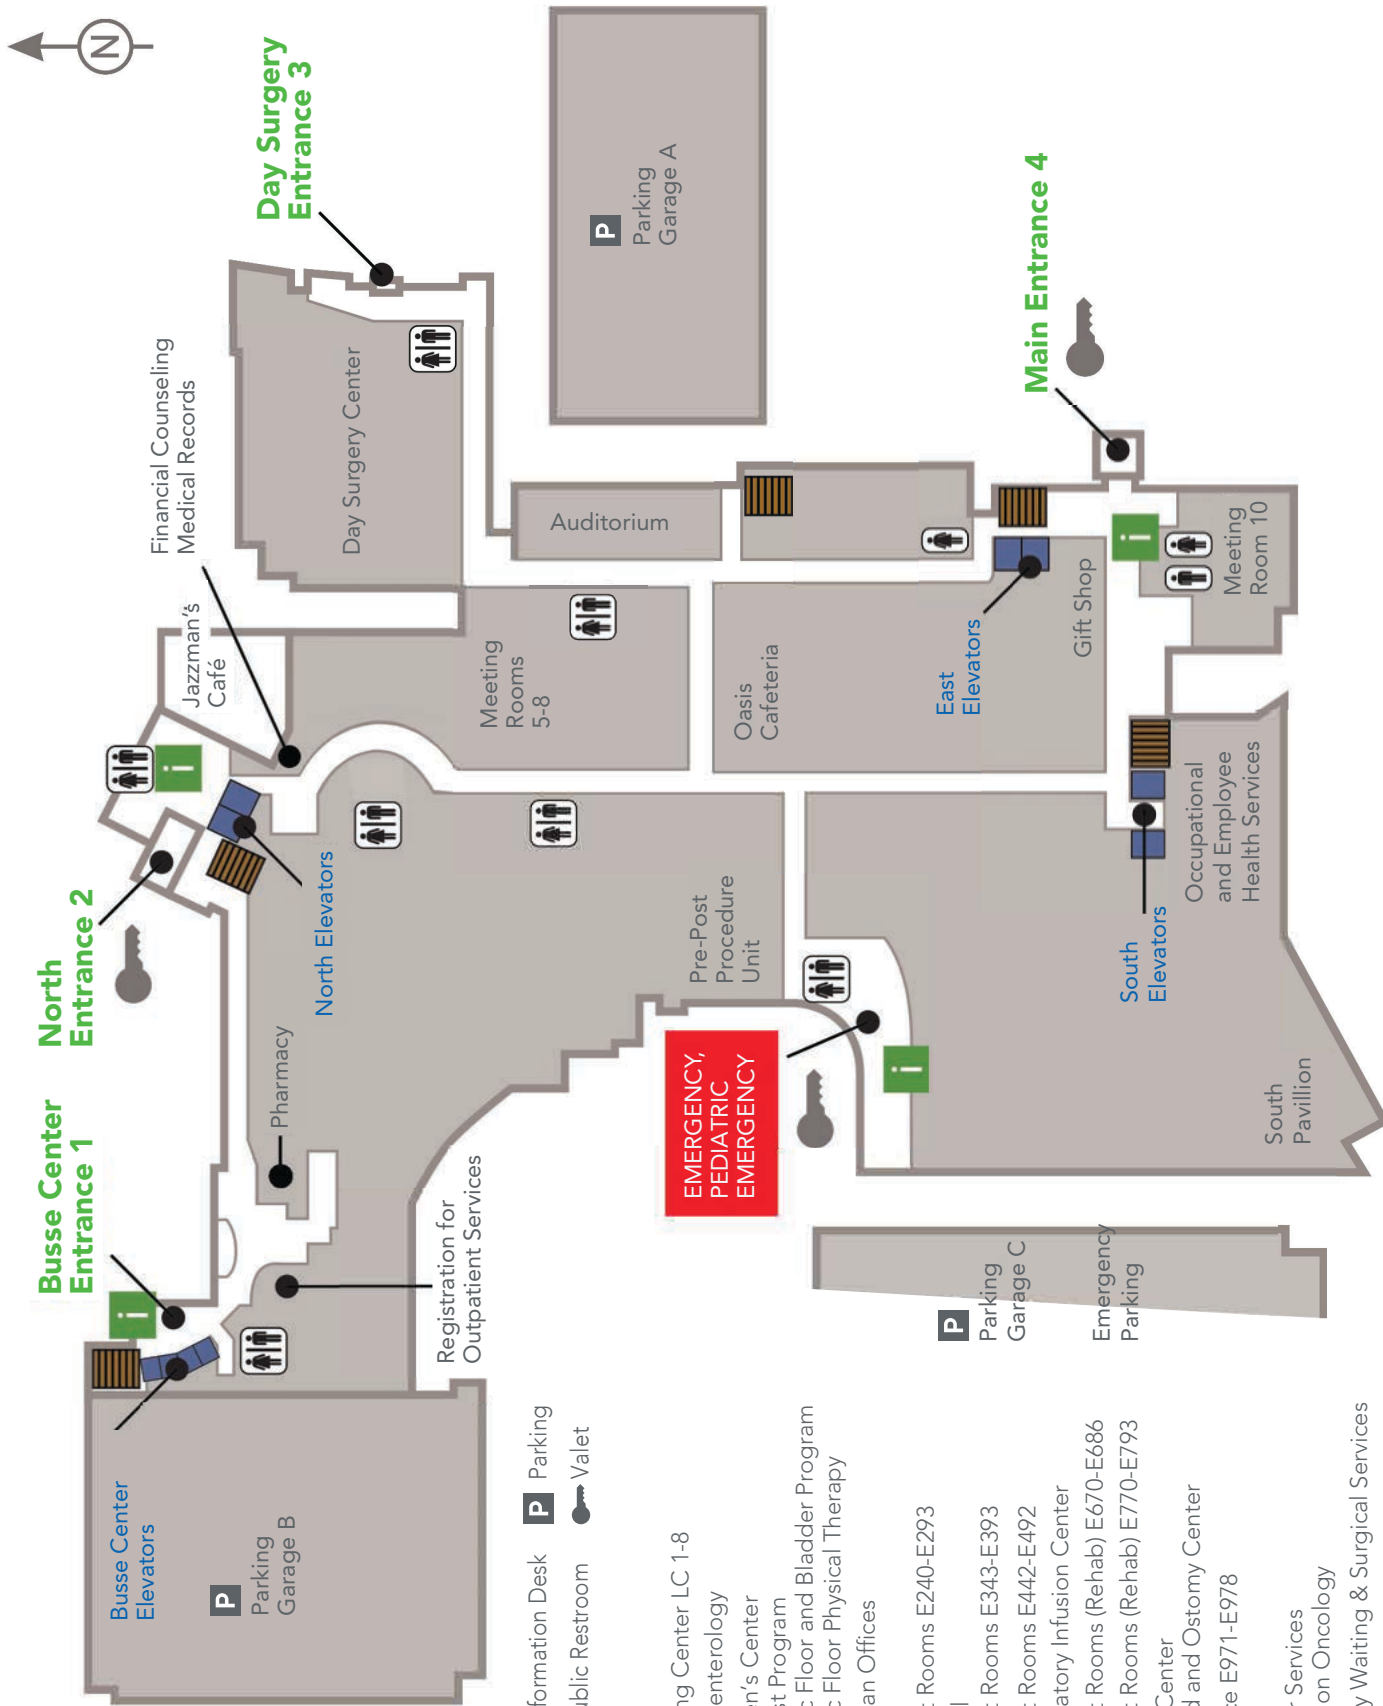 N
Busse Center
Entrance 1
North
Entrance 2
Day Surgery
Entrance 3
Financial Counseling
Medical Records
Jazzman's
Café
Day Surgery Center
Busse Center
Elevators
North Elevators
Pharmacy
P
Parking
Garage B
Registration for
Outpatient Services
Meeting
Rooms
5-8
Auditorium
P
Parking
Garage A
formation Desk
P Parking
ublic Restroom
Valet
EMERGENCY,
PEDIATRIC
EMERGENCY
Pre-Post
Procedure
Unit
Oasis
Cafeteria
East
Elevators
Main Entrance 4
Gift Shop
P
Parking
Garage C
Emergency
Parking
South
Elevators
Occupational
and Employee
Health Services
Meeting
Room 10
South
Pavillion
ng Center LC 1-8
enterology
n's Center
st Program
c Floor and Bladder Program
c Floor Physical Therapy
an Offices
t Rooms E240-E293
l
t Rooms E343-E393
t Rooms E442-E492
atory Infusion Center
t Rooms (Rehab) E670-E686
t Rooms (Rehab) E770-E793
Center
d and Ostomy Center
ce E971-E978
r Services
on Oncology
y Waiting & Surgical Services